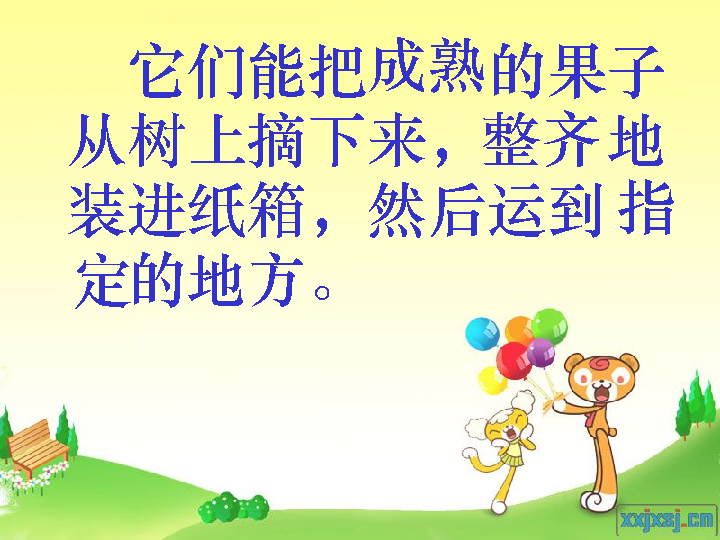 它们能把成熟的果子
从树上摘下来，整齐地
装进纸箱，然后运到指
定的地方。
xxjxsj.cn